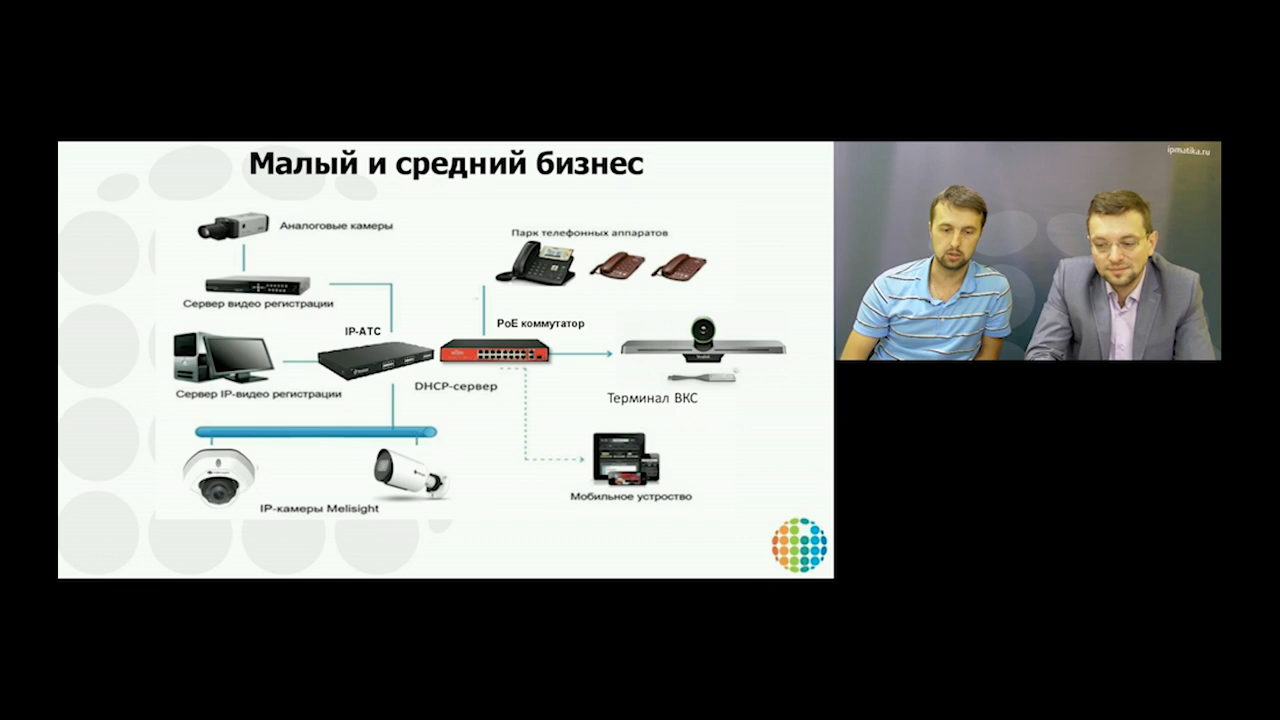 Малый и средний бизнес
ipmatika.ru
Аналоговые камеры
Парк телефонных аппаратов
Сервер видео регистрации
IP-АТС
PoE коммутатор
DHCP-сервер
Сервер IP-видео регистрации
Терминал ВКС
IP-камеры Melisight
Мобильное устроство